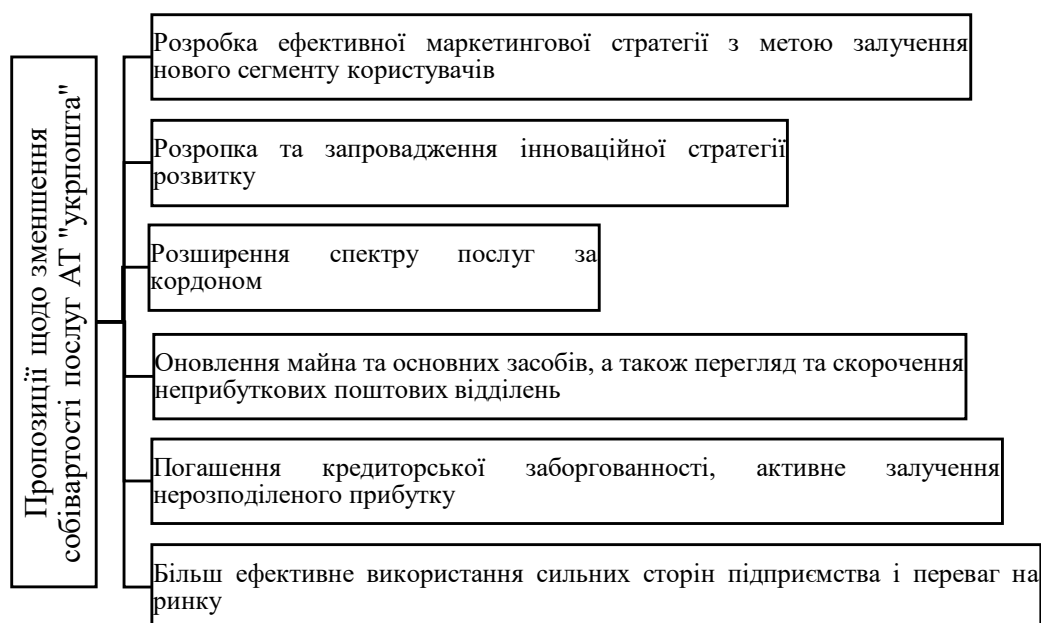 Пропозиції щодо зменшення
собівартості послуг АТ "укрпошта"
Розробка ефективної маркетингової стратегії з метою залучення
нового сегменту користувачів
Розропка та запровадження інноваційної стратегії
розвитку
Розширення спектру послуг за
кордоном
Оновлення майна та основних засобів, а також перегляд та скорочення
неприбуткових поштових відділень
Погашення кредиторської заборгованності, активне залучення
нерозподіленого прибутку
Більш ефективне використання сильних сторін підприємства і переваг на
ринку